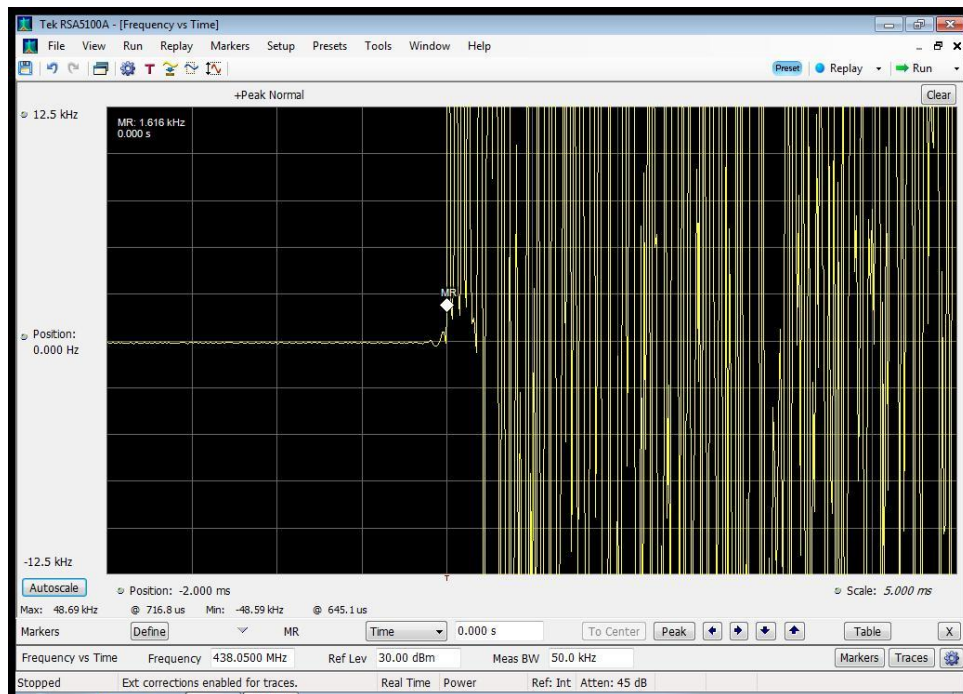 Tek RSA5100A - [Frequency vs Time]
File View Run Replay Markers Setup Presets Tools Window Help
T Preset Replay Run
+Peak Normal Clear
12.5 kHz
MR: 1.616 kHz
0.000 s
MR
Position:
0.000 Hz
-12.5 kHz
T
Autoscale Position: -2.000 ms Scale: 5.000 ms
Max: 48.69 kHz @ 716.8 us Min: -48.59 kHz @ 645.1 us
Markers Define MR Time 0.000 s To Center Peak Table X
Frequency vs Time Frequency 438.0500 MHz Ref Lev 30.00 dBm Meas BW 50.0 kHz Markers Traces
Stopped Ext corrections enabled for traces. Real Time Power Ref: Int Atten: 45 dB